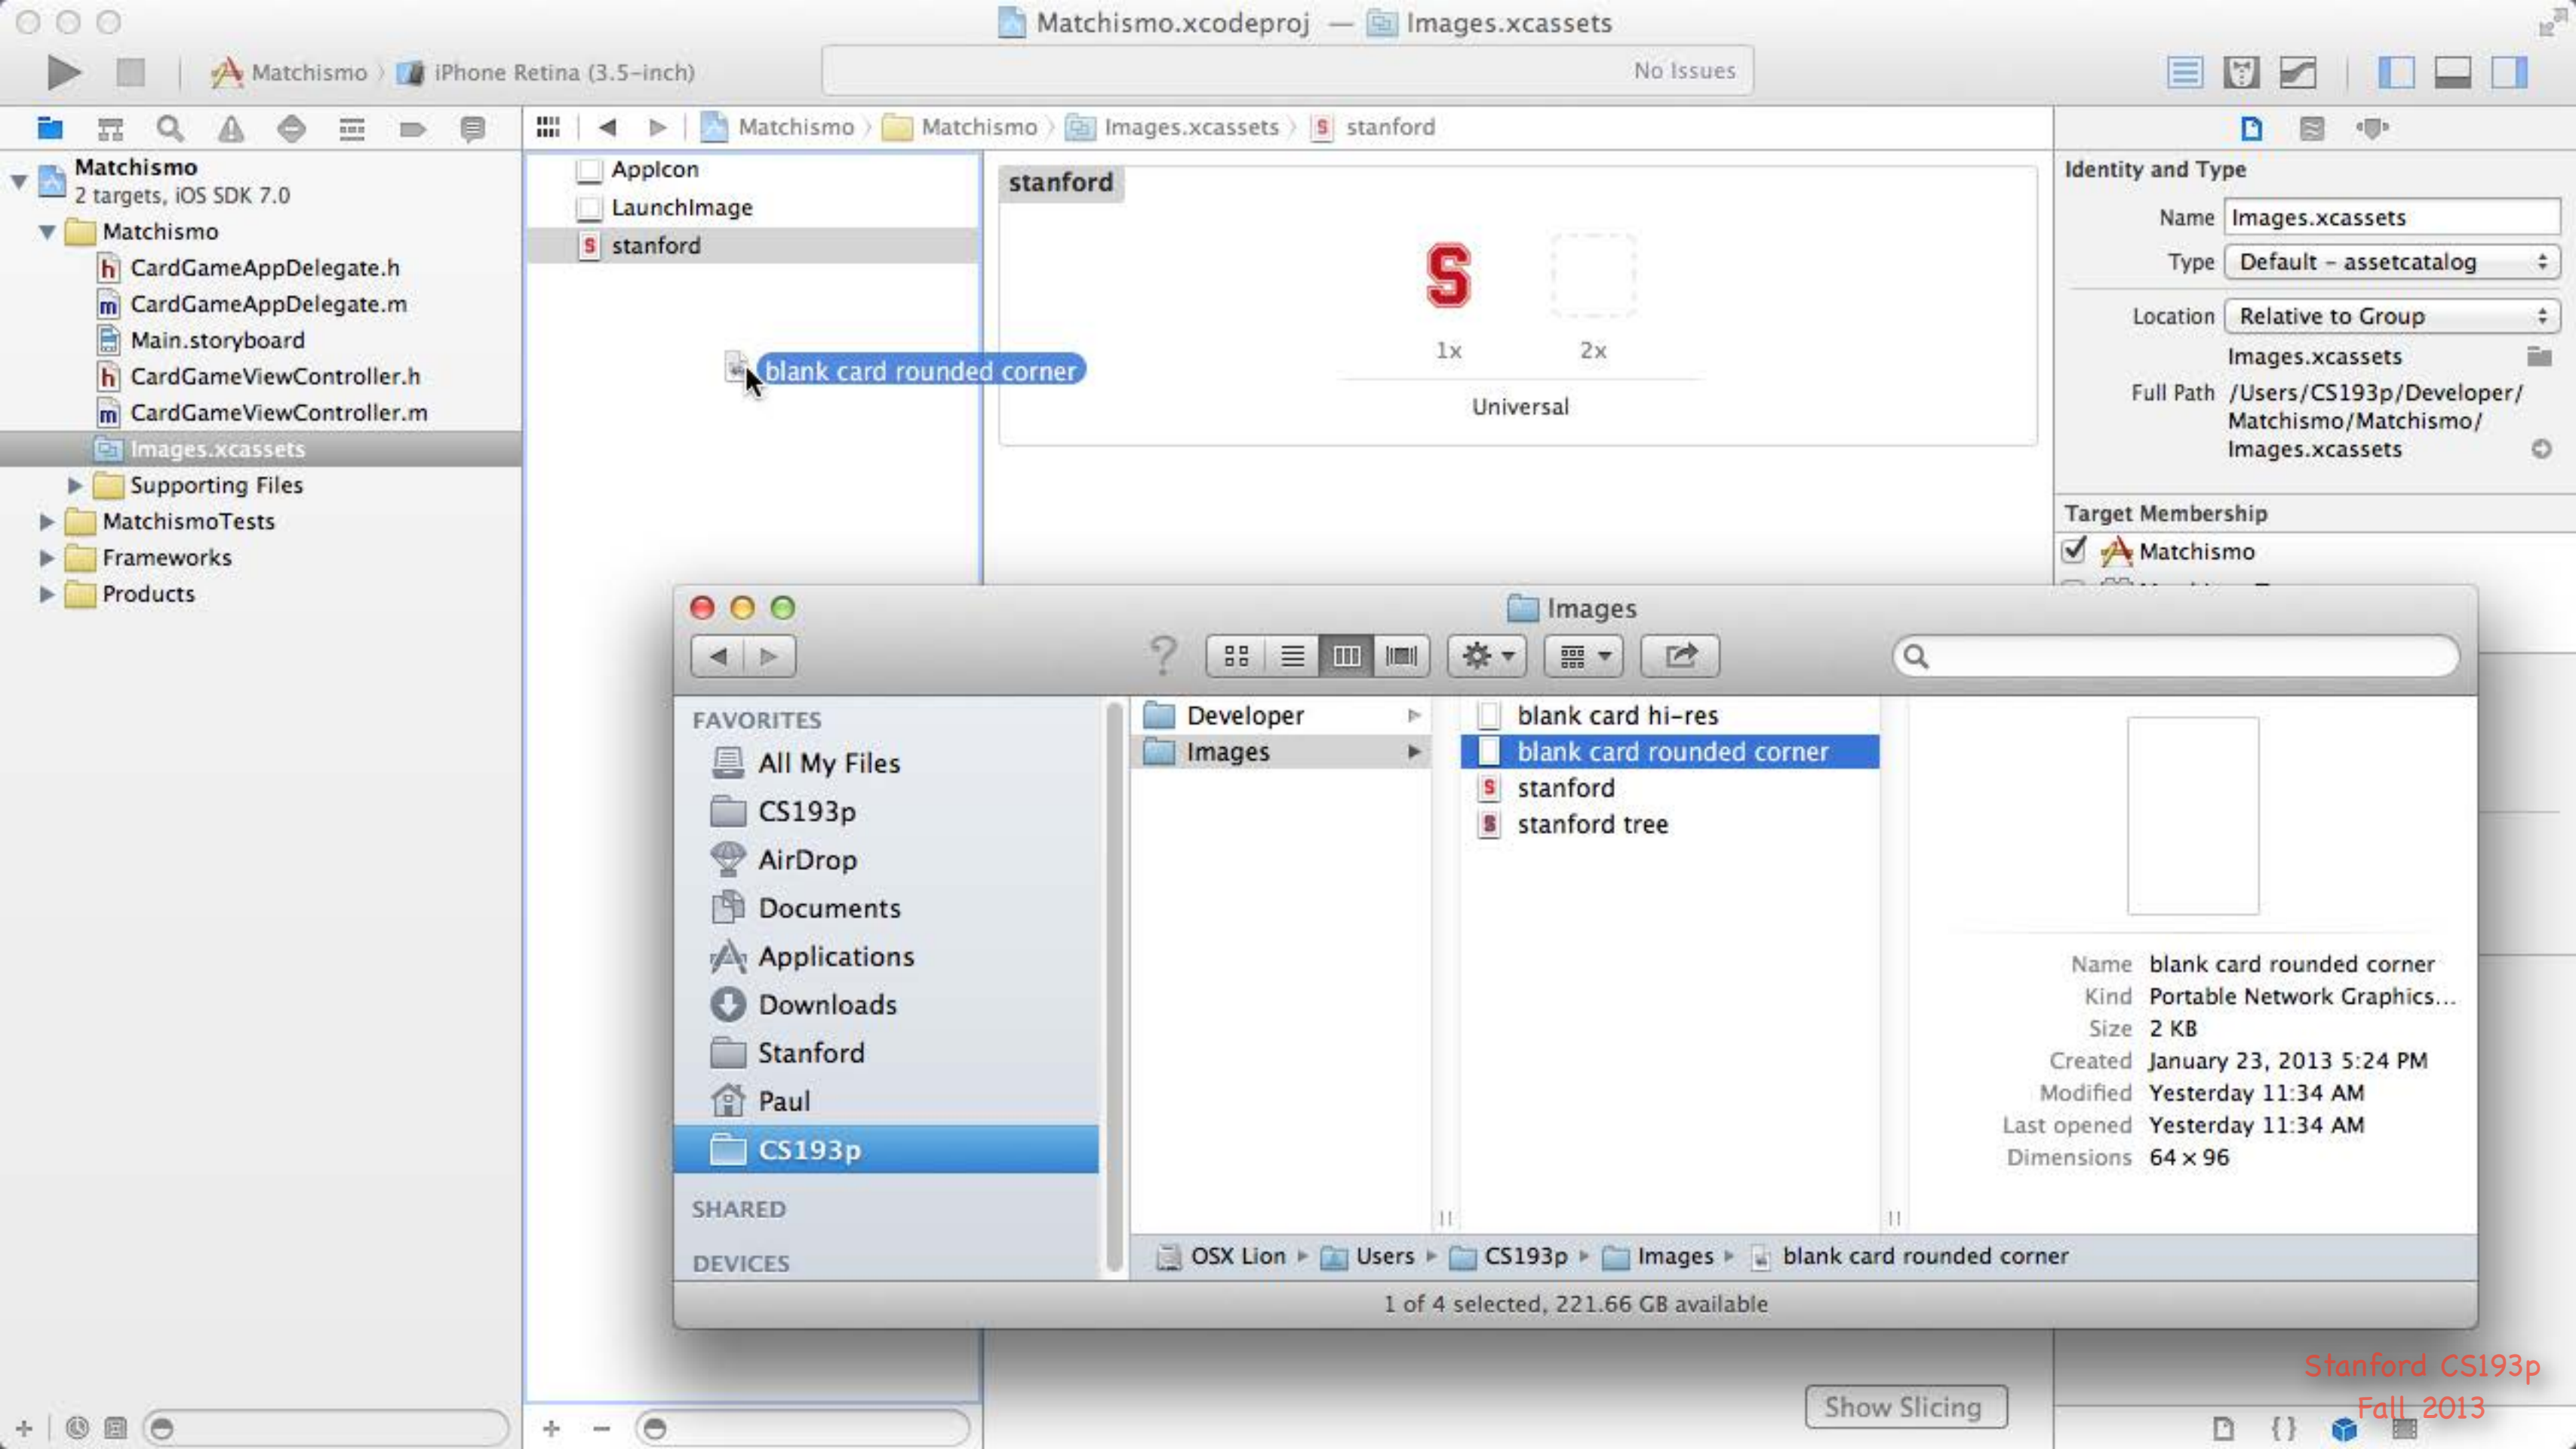 Matchismo.xcodeproj — Images.xcassets
Matchismo iPhone Retina (3.5-inch)
No Issues
Matchismo Matchismo Images.xcassets stanford
Matchismo
2 targets, iOS SDK 7.0
Matchismo
CardGameAppDelegate.h
CardGameAppDelegate.m
Main.storyboard
CardGameViewController.h
CardGameViewController.m
Images.xcassets
Supporting Files
MatchismoTests
Frameworks
Products
AppIcon
LaunchImage
stanford
blank card rounded corner
stanford
1x 2x
Universal
Show Slicing
Identity and Type
Name Images.xcassets
Type Default - assetcatalog
Location Relative to Group
Images.xcassets
Full Path /Users/CS193p/Developer/
Matchismo/Matchismo/
Images.xcassets
Target Membership
Matchismo
Images
FAVORITES
All My Files
CS193p
AirDrop
Documents
Applications
Downloads
Stanford
Paul
CS193p
SHARED
DEVICES
Developer
Images
blank card hi-res
blank card rounded corner
stanford
stanford tree
Name blank card rounded corner
Kind Portable Network Graphics...
Size 2 KB
Created January 23, 2013 5:24 PM
Modified Yesterday 11:34 AM
Last opened Yesterday 11:34 AM
Dimensions 64 × 96
OSX Lion Users CS193p Images blank card rounded corner
1 of 4 selected, 221.66 GB available
Stanford CS193p
Fall 2013